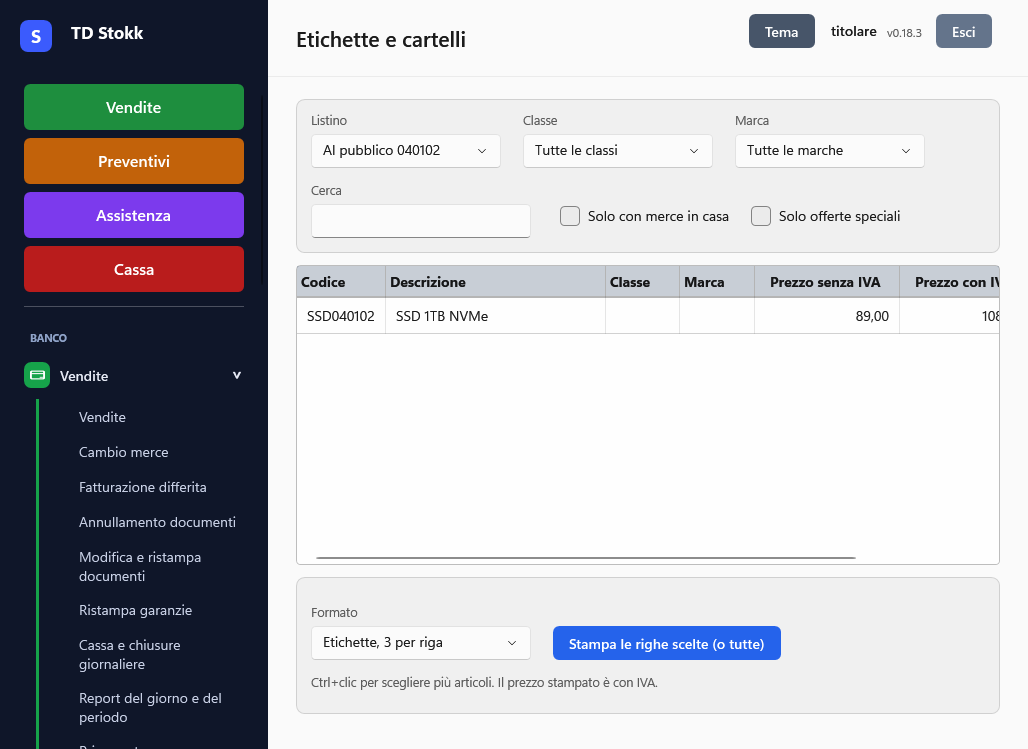 S
TD Stokk
Vendite
Preventivi
Assistenza
Cassa
BANCO
Vendite
Vendite
Cambio merce
Fatturazione differita
Annullamento documenti
Modifica e ristampa
documenti
Ristampa garanzie
Cassa e chiusure
giornaliere
Report del giorno e del
periodo
Etichette e cartelli
Tema
titolare
v0.18.3
Esci
Listino
Classe
Marca
Al pubblico 040102
Tutte le classi
Tutte le marche
Cerca
Solo con merce in casa
Solo offerte speciali
Codice Descrizione Classe Marca Prezzo senza IVA Prezzo con
SSD040102 SSD 1TB NVMe 89,00 108
Formato
Etichette, 3 per riga
Stampa le righe scelte (o tutte)
Ctrl+clic per scegliere più articoli. Il prezzo stampato è con IVA.